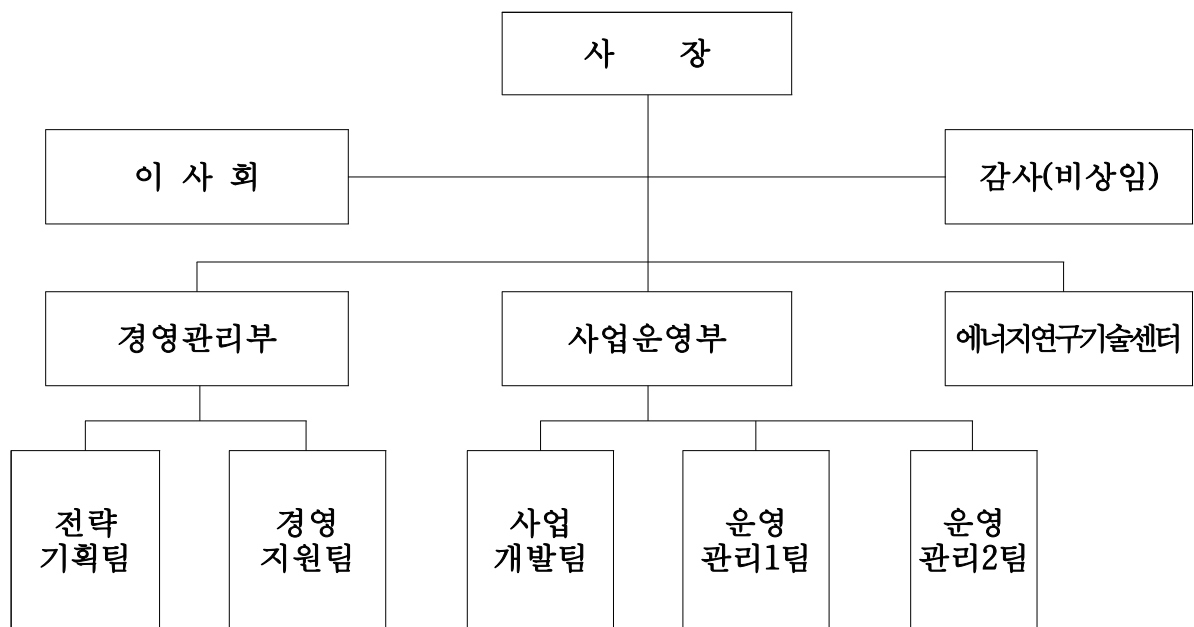 사 장
이 사 회
감사(비상임)
경영관리부
사업운영부
에너지연구기술센터
전략
기획팀
경영
지원팀
사업
개발팀
운영
관리1팀
운영
관리2팀